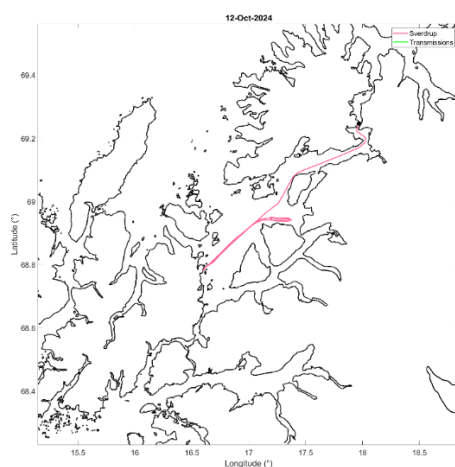 12-Oct-2024
Sverdrup
Transmissions
69.4
69.2
69
68.8
68.6
68.4
Latitude (°)
15.5 16 16.5 17 17.5 18 18.5
Longitude (°)